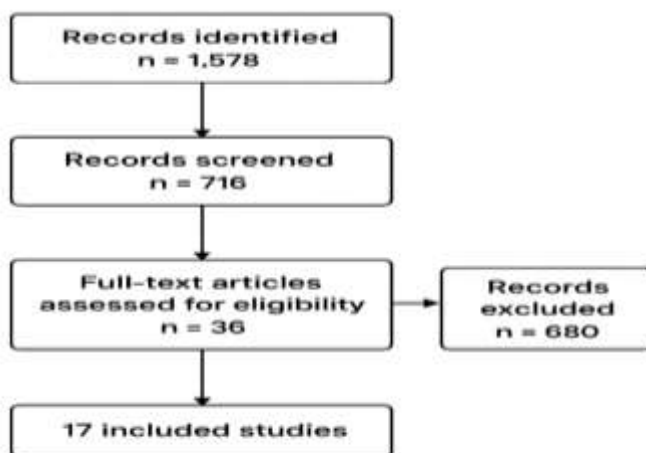 Records identified
n = 1.578
Records screened
n = 716
Full-text articles
assessed for eligibility
n = 36
Records
excluded
n = 680
17 included studies